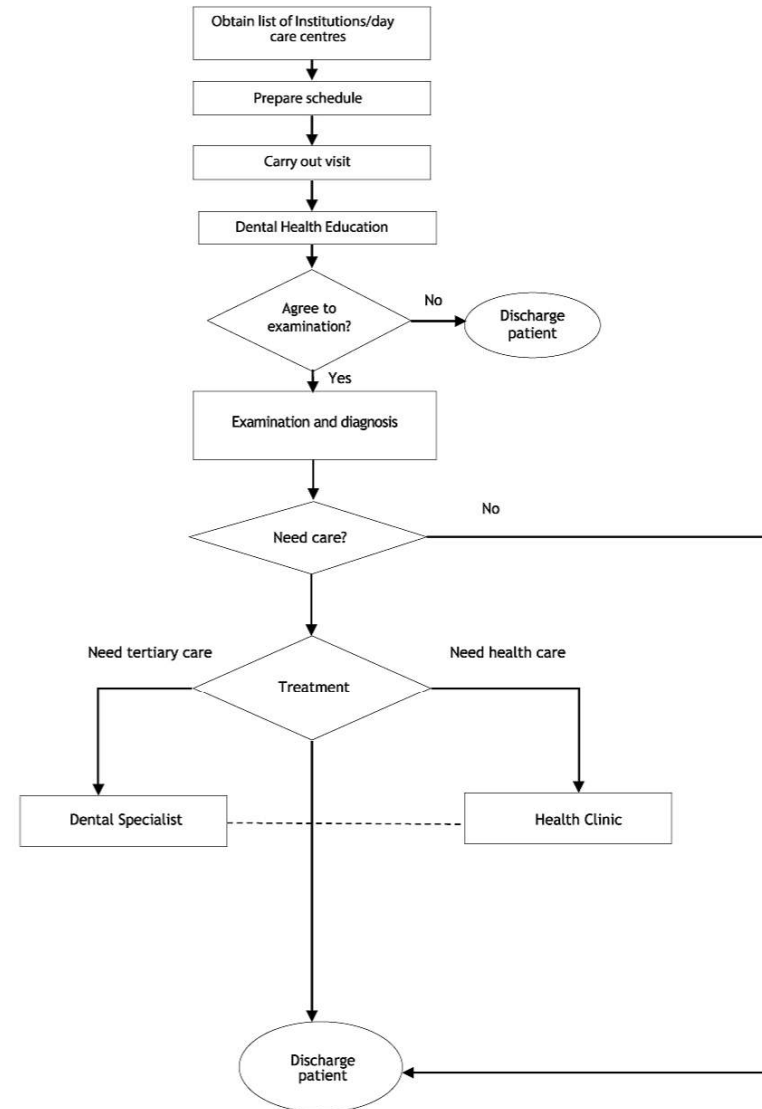 Obtain list of Institutions/day
care centres
Prepare schedule
Carry out visit
Dental Health Education
Agree to
examination?
No
Discharge
patient
Yes
Examination and diagnosis
No
Need care?
Need tertiary care
Need health care
Treatment
Dental Specialist
Health Clinic
Discharge
patient